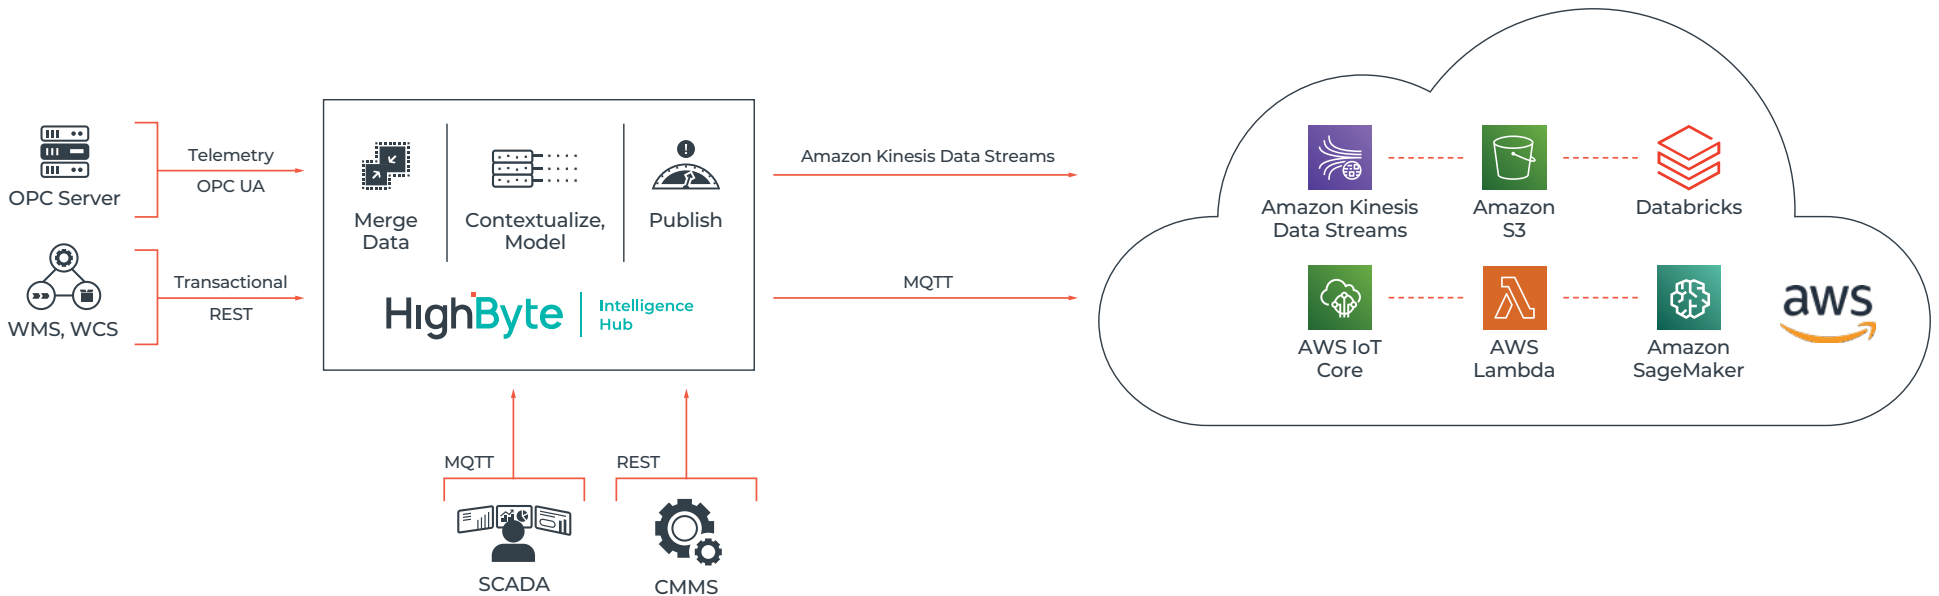 OPC Server
WMS, WCS
Telemetry
OPC UA
Transactional
REST
Merge
Data
Contextualize,
Model
!
Publish
HighByte
Intelligence
Hub
MQTT
SCADA
REST
CMMS
Amazon Kinesis Data Streams
MQTT
Amazon Kinesis
Data Streams
Amazon
S3
Databricks
AWS IoT
Core
AWS
Lambda
Amazon
SageMaker
aws